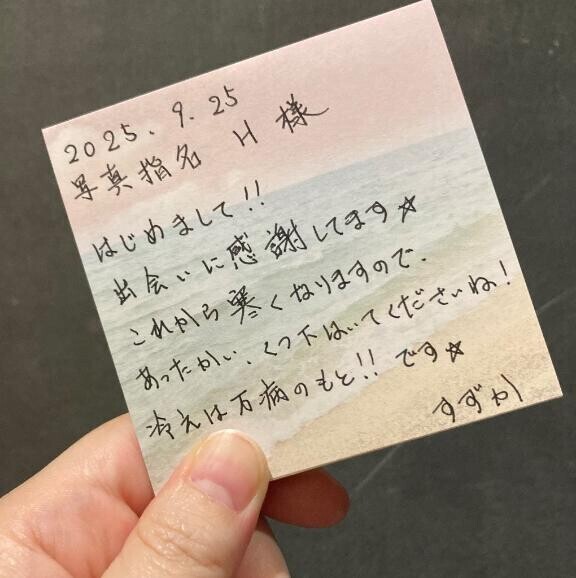 2025.9.25
写真指名 H 様
はじめまして!!
出会いに感謝してます☆
これから寒くなりますので、
あったかい、くつ下はいてくださいね!
冷えは万病のもと!! です☆
すずか